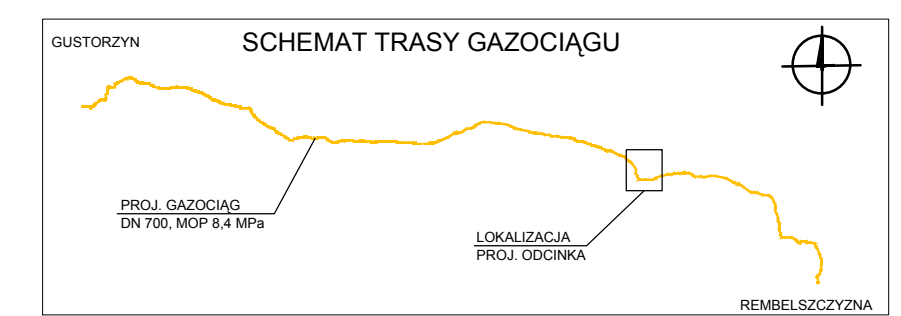 GUSTORZYN
SCHEMAT TRASY GAZOCIĄGU
PROJ. GAZOCIĄG
DN 700, MOP 8,4 MPa
LOKALIZACJA
PROJ. ODCINKA
REMBELSZCZYZNA